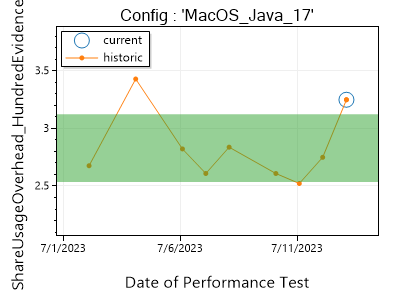 Config : 'MacOS_Java_17'
current
historic
ShareUsageOverhead_HundredEvidence
3.5
3
2.5
7/1/2023
7/6/2023
7/11/2023
Date of Performance Test